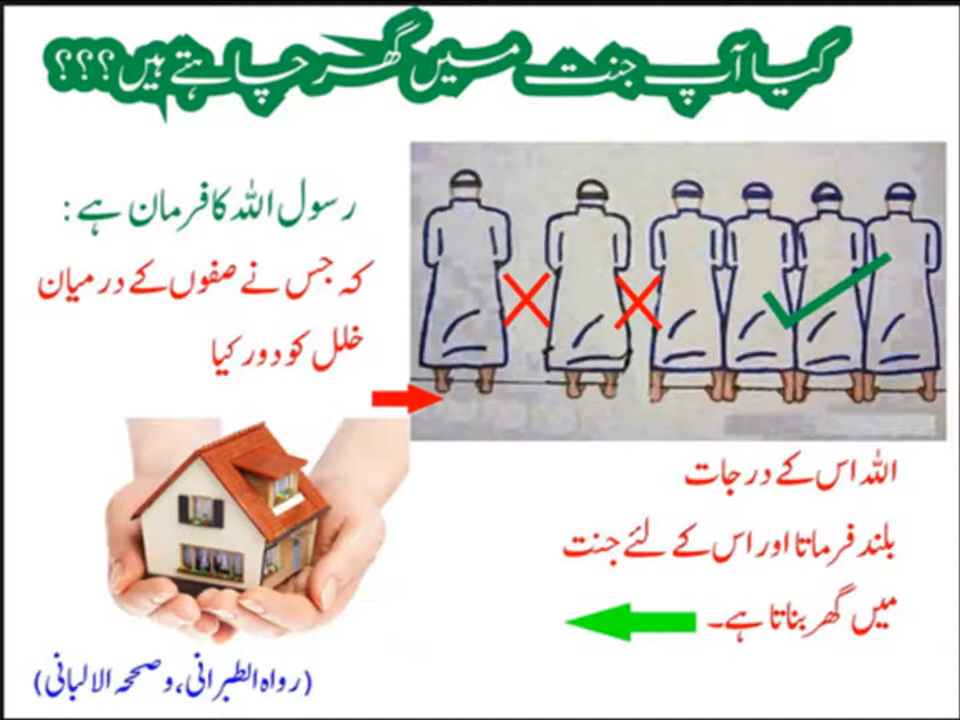 کیا آپ جنت میں گھر چاہتے ہیں؟؟؟
رسول اللہ کا فرمان ہے :
کہ جس نے صفوں کے درمیان
خلل کو دور کیا
اللہ اس کے درجات
بلند فرماتا اور اس کے لئے جنت
میں گھر بناتا ہے۔
(رواہ الطبرانی، و صححہ الالبانی)